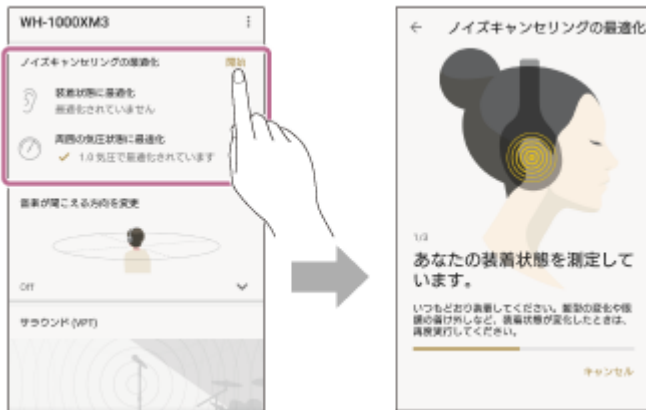 WH-1000XM3
ノイズキャンセリングの最適化
開始
装着状態に最適化
最適化されていません
周囲の気圧状態に最適化
1.0 気圧で最適化されています
音楽が聞こえる方向を変更
Off
サラウンド (VPT)
ノイズキャンセリングの最適化
1/3
あなたの装着状態を測定して
います。
いつもどおり装着してください。髪型の変化や眼
鏡の着け外しなど、装着状態が変化したときは、
再度実行してください。
キャンセル